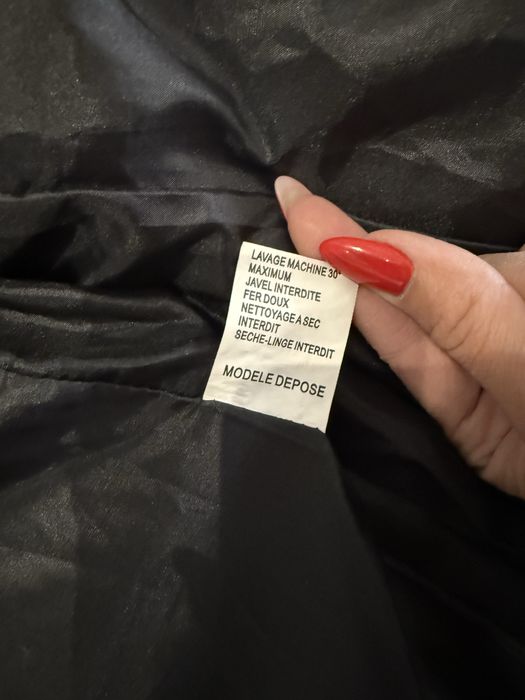 LAVAGE MACHINE 30°
MAXIMUM
JAVEL INTERDITE
FER DOUX
NETTOYAGE A SEC
INTERDIT
SECHE-LINGE INTERDIT
MODELE DEPOSE